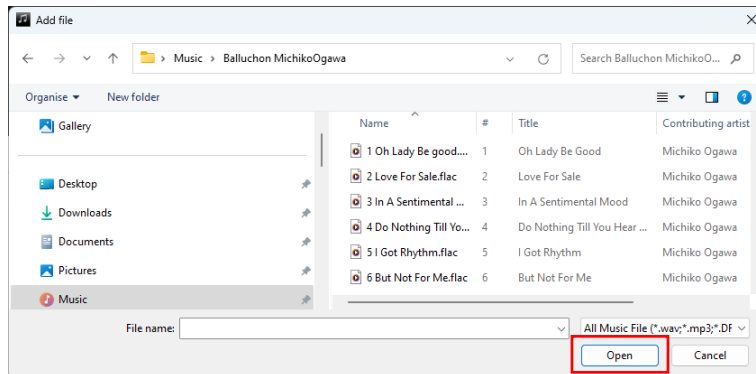 Add file
Music > Balluchon MichikoOgawa
Search Balluchon MichikoO...
Organise
New folder
Gallery
Desktop
Downloads
Documents
Pictures
Music
Name # Title Contributing artist
1 Oh Lady Be good.... 1 Oh Lady Be Good Michiko Ogawa
2 Love For Sale.flac 2 Love For Sale Michiko Ogawa
3 In A Sentimental ... 3 In A Sentimental Mood Michiko Ogawa
4 Do Nothing Till Yo... 4 Do Nothing Till You Hear ... Michiko Ogawa
5 I Got Rhythm.flac 5 I Got Rhythm Michiko Ogawa
6 But Not For Me.flac 6 But Not For Me Michiko Ogawa
File name:
All Music File (*.wav;*.mp3;*.DF
Open
Cancel